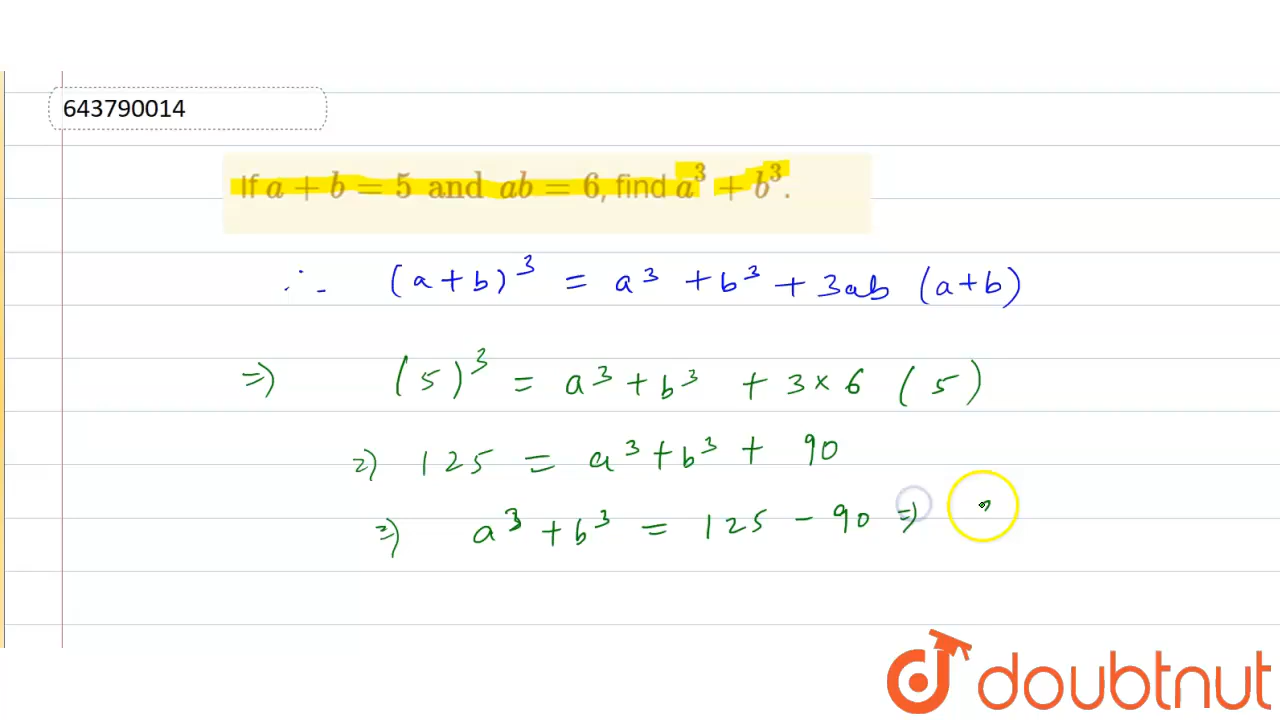 643790014
If a + b = 5 and ab = 6, find a³ + b³.
∴ (a+b)³ = a³ + b³ + 3ab (a+b)
⇒ (5)³ = a³ + b³ + 3 × 6 (5)
⇒ 125 = a³ + b³ + 90
⇒ a³ + b³ = 125 - 90 ⇒
doubtnut